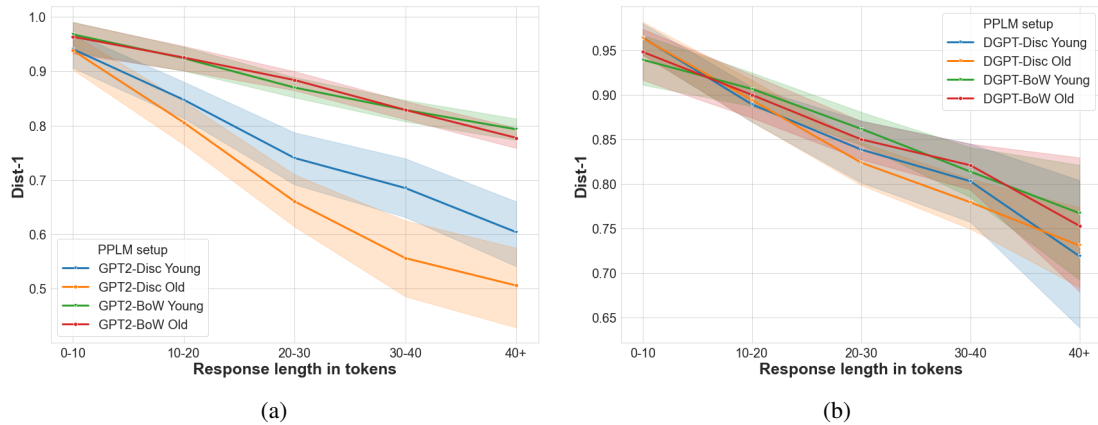 1.0
0.9
0.8
0.7
0.6
0.5
Dist-1
PPLM setup
GPT2-Disc Young
GPT2-Disc Old
GPT2-BoW Young
GPT2-BoW Old
0-10
10-20
20-30
30-40
40+
Response length in tokens
(a)
0.95
0.90
0.85
0.80
0.75
0.70
0.65
Dist-1
PPLM setup
DGPT-Disc Young
DGPT-Disc Old
DGPT-BoW Young
DGPT-BoW Old
0-10
10-20
20-30
30-40
40+
Response length in tokens
(b)